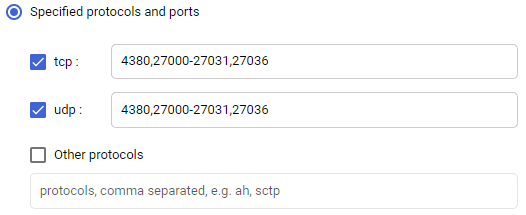 Specified protocols and ports
tcp :
4380,27000-27031,27036
udp :
4380,27000-27031,27036
Other protocols
protocols, comma separated, e.g. ah, sctp